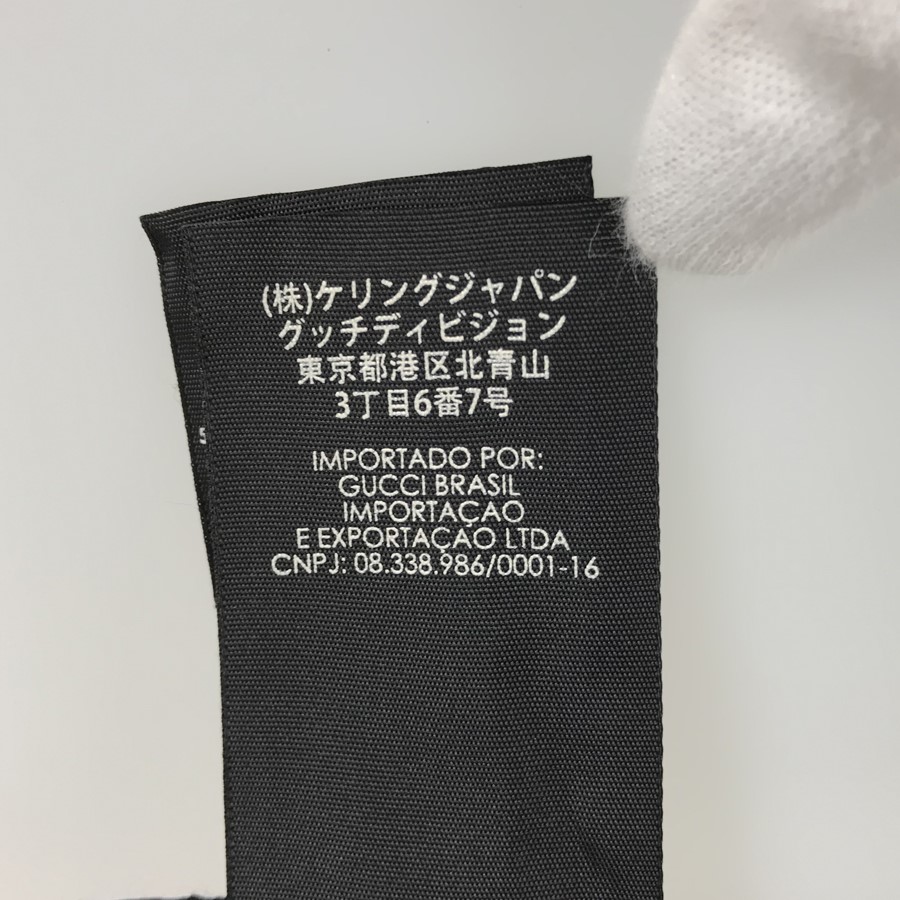 (株)ケリングジャパン
グッチディビジョン
東京都港区北青山
3丁目6番7号
IMPORTADO POR:
GUCCI BRASIL
IMPORTAÇAO
E EXPORTAÇAO LTDA
CNPJ: 08.338.986/0001-16